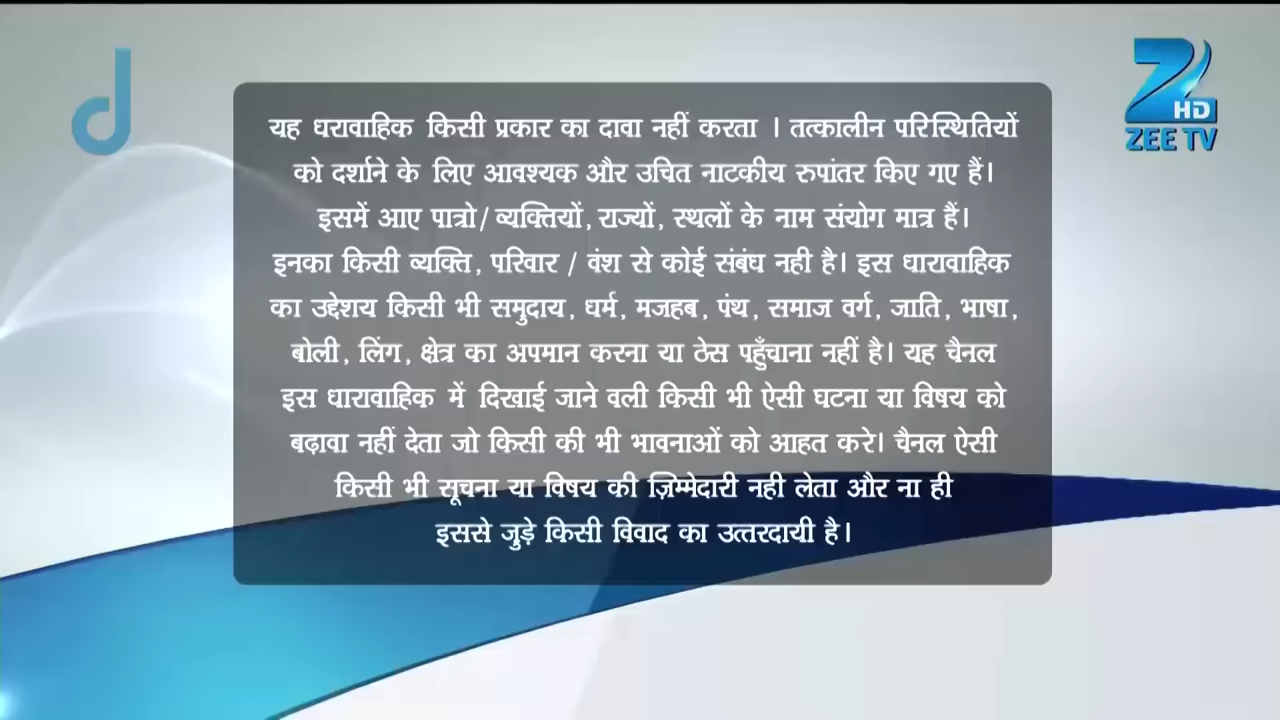 यह धरावाहिक किसी प्रकार का दावा नहीं करता । तत्कालीन परिस्थितियों
को दर्शाने के लिए आवश्यक और उचित नाटकीय रुपांतर किए गए हैं।
इसमें आए पात्रो/ व्यक्तियों, राज्यों, स्थलों के नाम संयोग मात्र हैं।
इनका किसी व्यक्ति, परिवार / वंश से कोई संबंध नही है। इस धारावाहिक
का उद्देशय किसी भी समुदाय, धर्म, मजहब, पंथ, समाज वर्ग, जाति, भाषा,
बोली, लिंग, क्षेत्र का अपमान करना या ठेस पहुँचाना नहीं है। यह चैनल
इस धारावाहिक में दिखाई जाने वली किसी भी ऐसी घटना या विषय को
बढ़ावा नहीं देता जो किसी की भी भावनाओं को आहत करे। चैनल ऐसी
किसी भी सूचना या विषय की ज़िम्मेदारी नही लेता और ना ही
इससे जुड़े किसी विवाद का उत्तरदायी है।
d
Z HD
ZEE TV